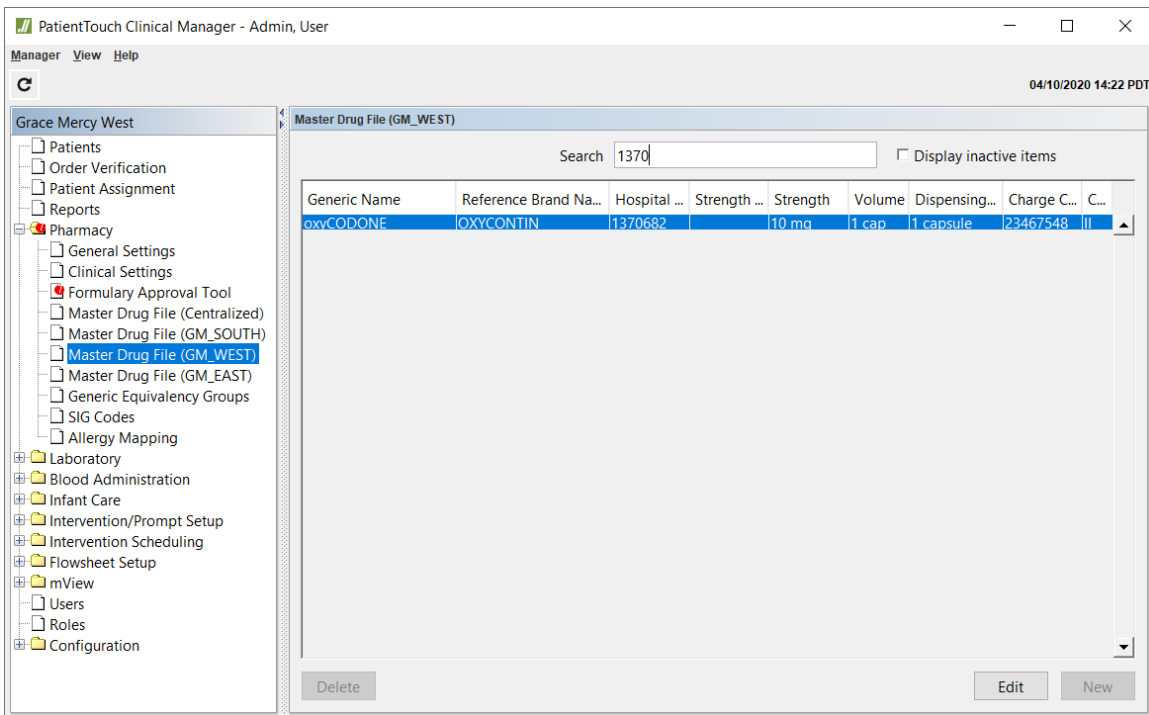 PatientTouch Clinical Manager - Admin, User
Manager View Help
04/10/2020 14:22 PDT
Grace Mercy West
Patients
Order Verification
Patient Assignment
Reports
Pharmacy
General Settings
Clinical Settings
Formulary Approval Tool
Master Drug File (Centralized)
Master Drug File (GM_SOUTH)
Master Drug File (GM_WEST)
Master Drug File (GM_EAST)
Generic Equivalency Groups
SIG Codes
Allergy Mapping
Laboratory
Blood Administration
Infant Care
Intervention/Prompt Setup
Intervention Scheduling
Flowsheet Setup
mView
Users
Roles
Configuration
Master Drug File (GM_WEST)
Search 1370 Display inactive items
Generic Name Reference Brand Na... Hospital ... Strength ... Strength Volume Dispensing... Charge C... C...
oxyCODONE OXYCONTIN 1370682 10 mg 1 cap 1 capsule 23467548 II
Delete Edit New